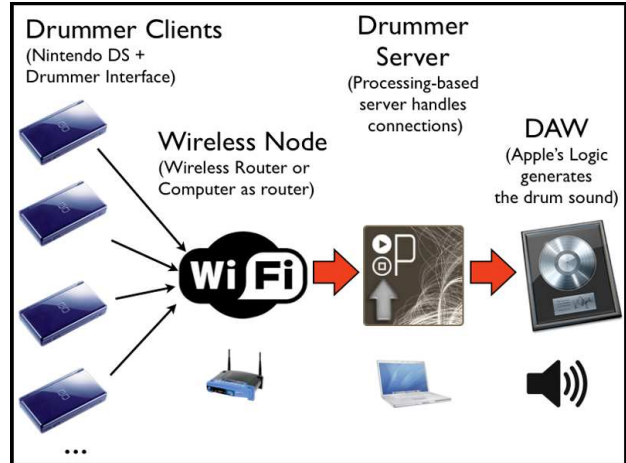 Drummer Clients
(Nintendo DS +
Drummer Interface)
Wireless Node
(Wireless Router or
Computer as router)
Drummer
Server
(Processing-based
server handles
connections)
DAW
(Apple's Logic
generates
the drum sound)
Wi Fi
P
...